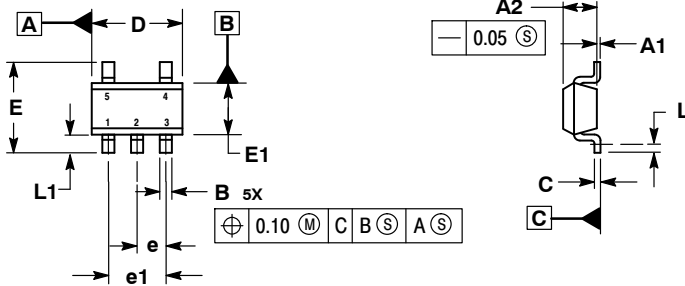 A2
A
D
B
— 0.05 Ⓢ
A1
E
5 4
1 2 3
L
E1
L1
B 5X
C
⌖ 0.10 Ⓜ C B Ⓢ A Ⓢ
C
e
e1